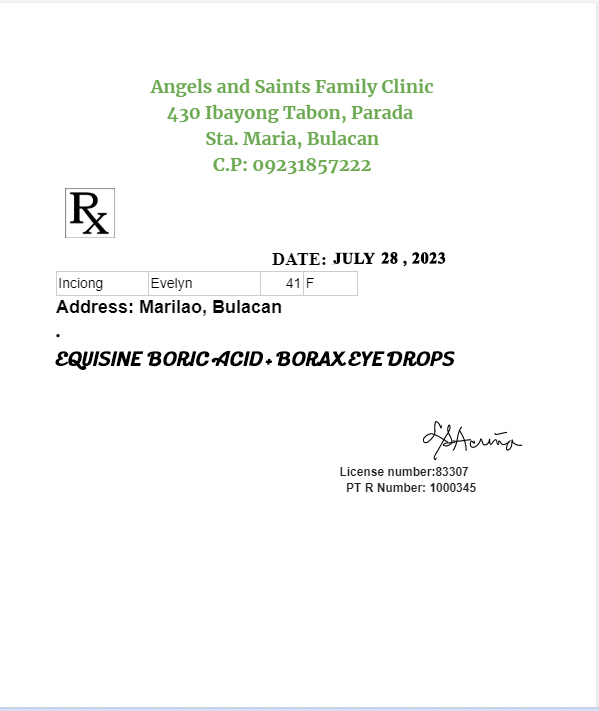 Angels and Saints Family Clinic
430 Ibayong Tabon, Parada
Sta. Maria, Bulacan
C.P: 09231857222
Rx
DATE: JULY 28 , 2023
Inciong Evelyn 41 F
Address: Marilao, Bulacan
.
EQUISINE BORIC ACID + BORAX EYE DROPS
License number:83307
PT R Number: 1000345